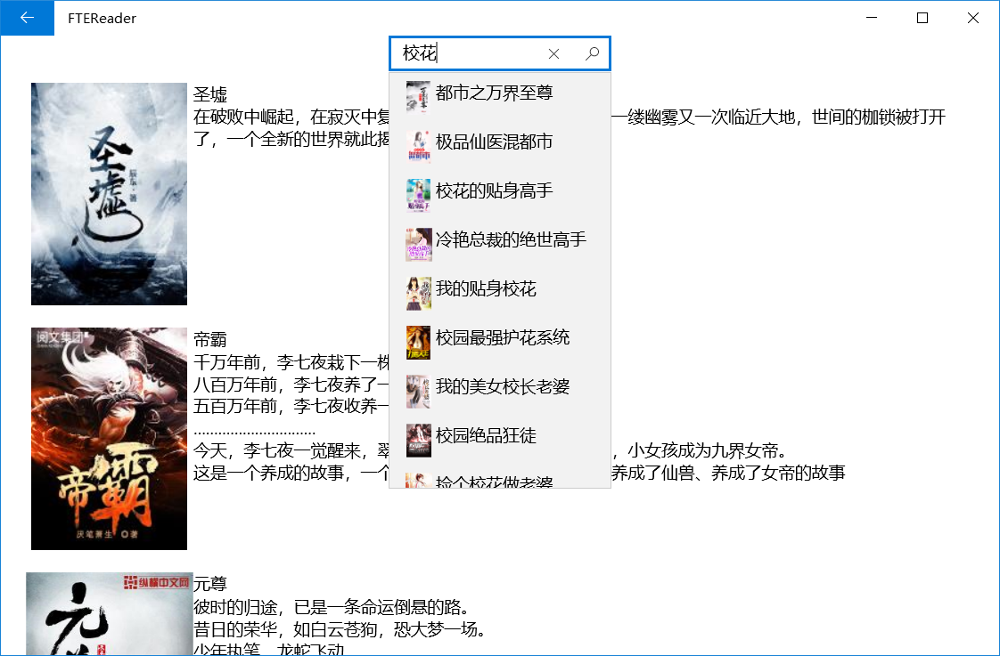 FTEReader
校花
都市之万界至尊
极品仙医混都市
校花的贴身高手
冷艳总裁的绝世高手
我的贴身校花
校园最强护花系统
我的美女校长老婆
校园绝品狂徒
捡个校花做老婆
圣墟
辰东·著
圣墟
在破败中崛起，在寂灭中复
一缕幽雾又一次临近大地，世间的枷锁被打开
了，一个全新的世界就此揭
阅文集团
帝霸
厌笔萧生 著
帝霸
千万年前，李七夜栽下一株
八百万年前，李七夜养了一
五百万年前，李七夜收养一
..............................
今天，李七夜一觉醒来，翠
，小女孩成为九界女帝。
这是一个养成的故事，一个
养成了仙兽、养成了女帝的故事
纵横中文网
元
元尊
彼时的归途，已是一条命运倒悬的路。
昔日的荣华，如白云苍狗，恐大梦一场。
少年执笔，龙蛇飞动